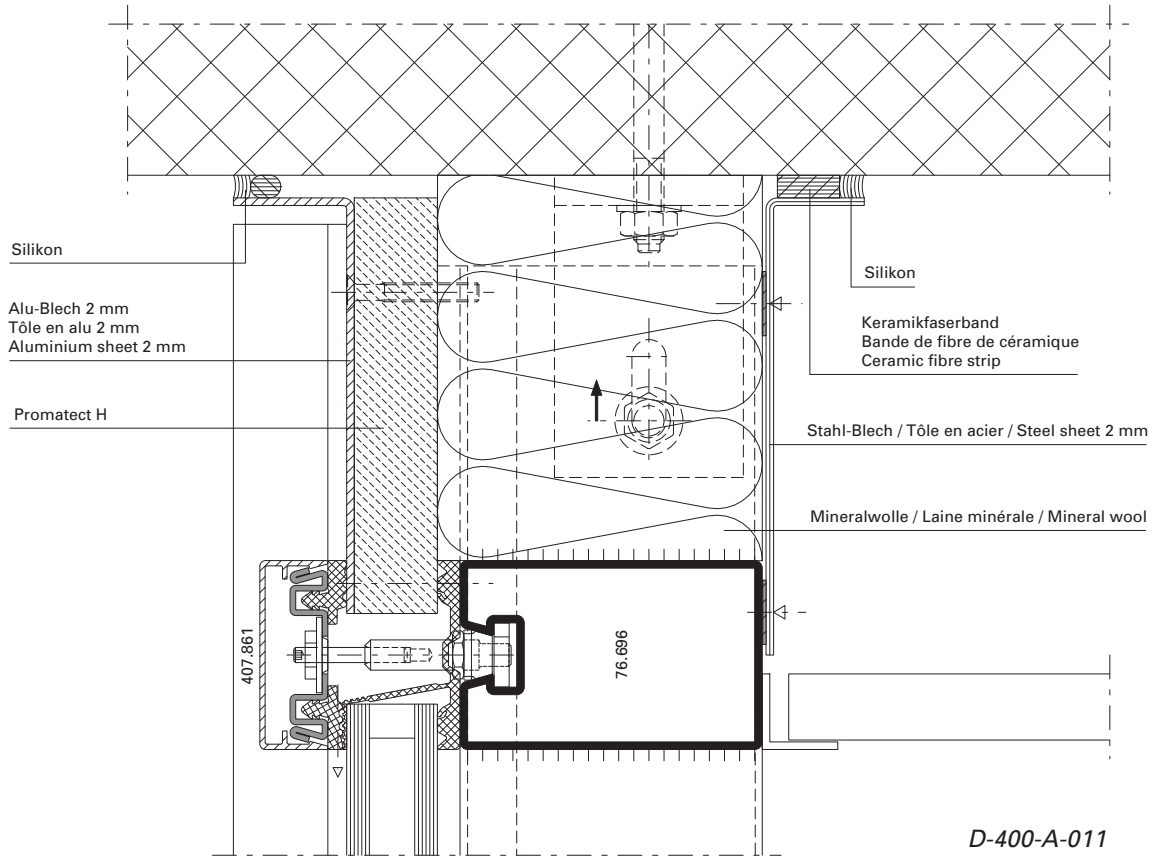 Silikon
Alu-Blech 2 mm
Tôle en alu 2 mm
Aluminium sheet 2 mm
Promatect H
Silikon
Keramikfaserband
Bande de fibre de céramique
Ceramic fibre strip
Stahl-Blech / Tôle en acier / Steel sheet 2 mm
Mineralwolle / Laine minérale / Mineral wool
407.861
76.696
D-400-A-011